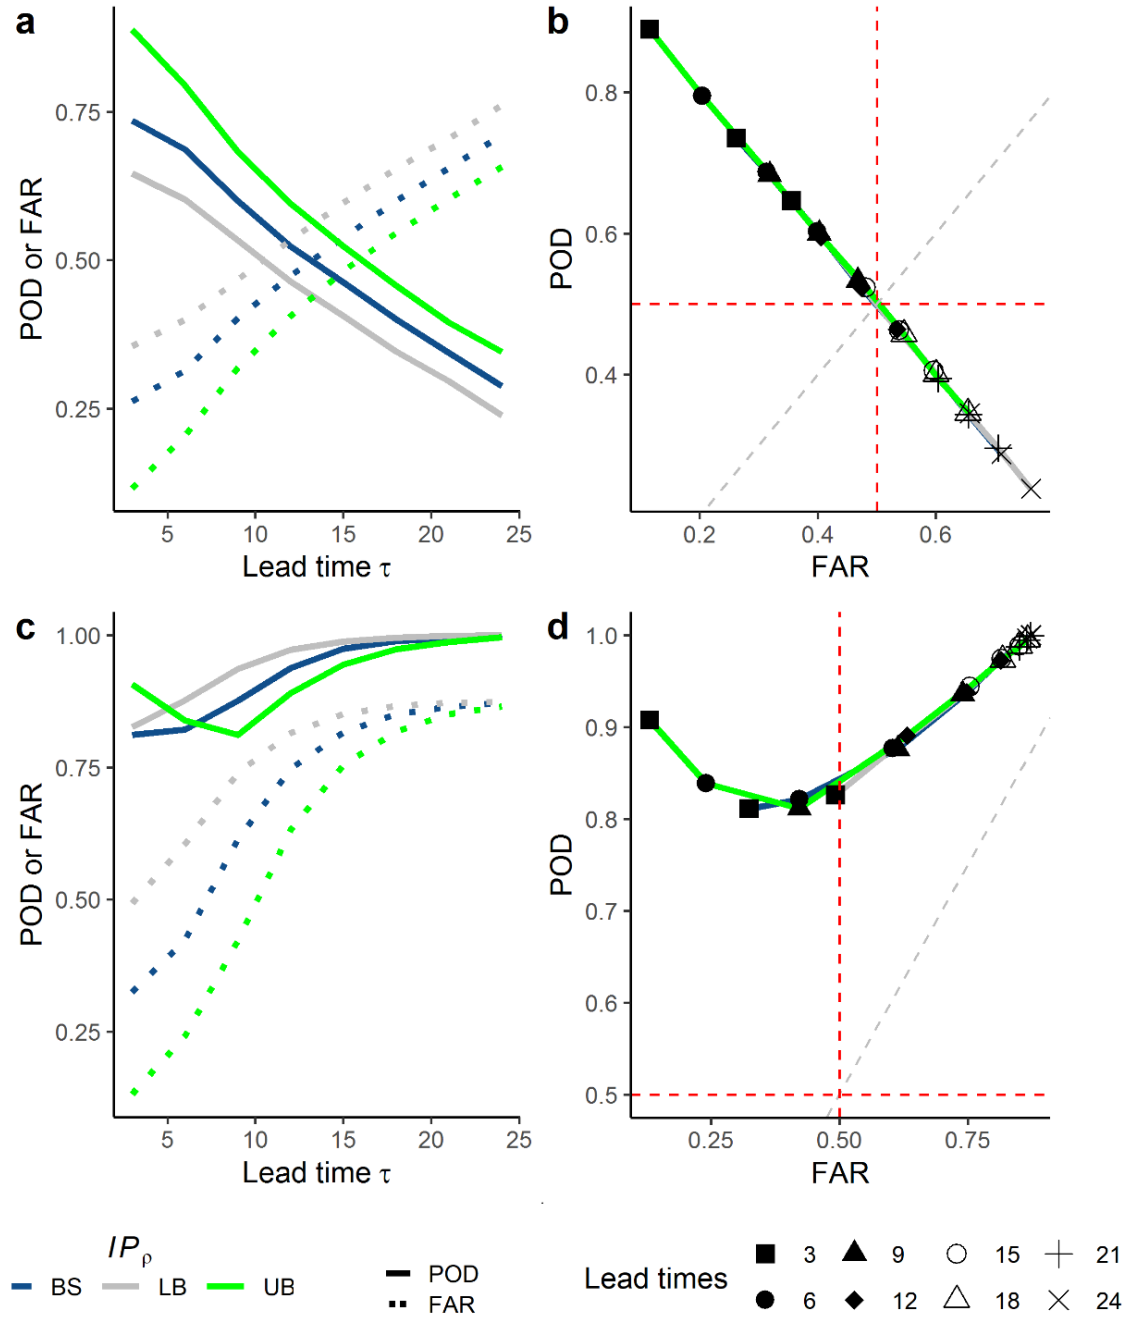 a
0.75
0.50
0.25
POD or FAR
5 10 15 20 25
Lead time τ
b
0.8
0.6
0.4
POD
0.2 0.4 0.6
FAR
c
1.00
0.75
0.50
0.25
POD or FAR
5 10 15 20 25
Lead time τ
d
1.0
0.9
0.8
0.7
0.6
0.5
POD
0.25 0.50 0.75
FAR
IPρ
BS LB UB
POD
FAR
Lead times
3 9 15 21
6 12 18 24